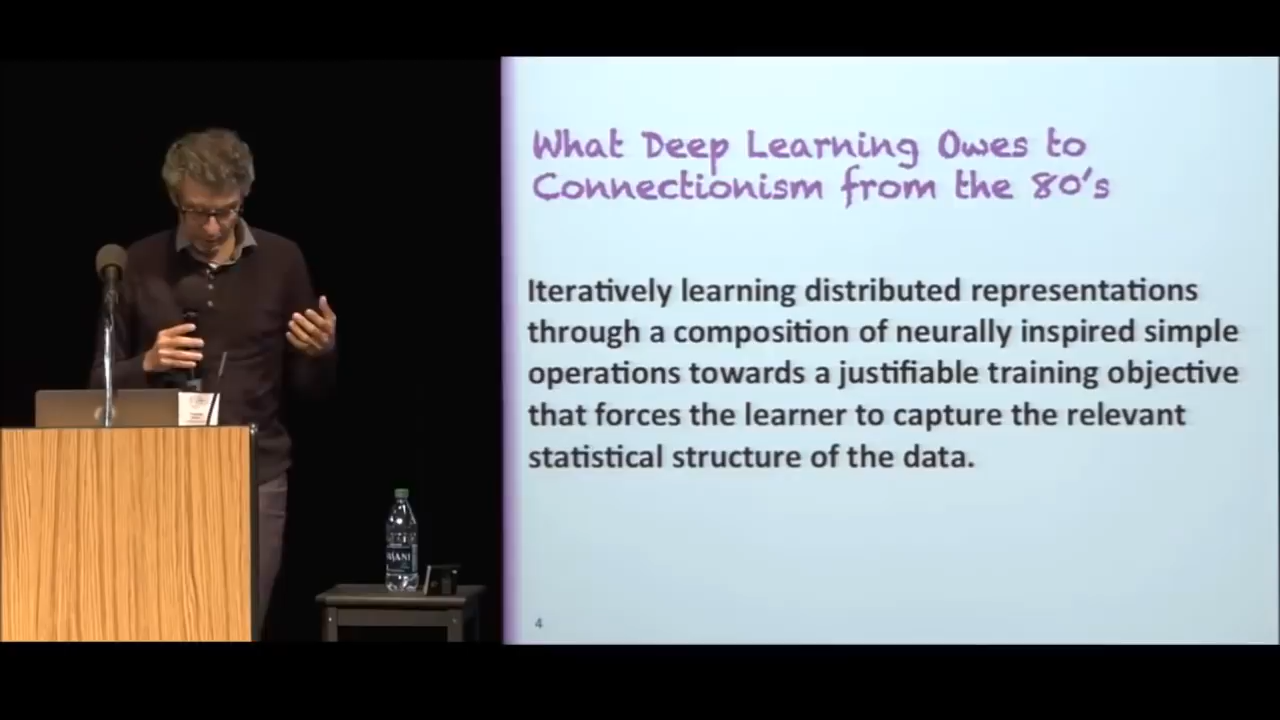 What Deep Learning Owes to
Connectionism from the 80's
Iteratively learning distributed representations
through a composition of neurally inspired simple
operations towards a justifiable training objective
that forces the learner to capture the relevant
statistical structure of the data.
4